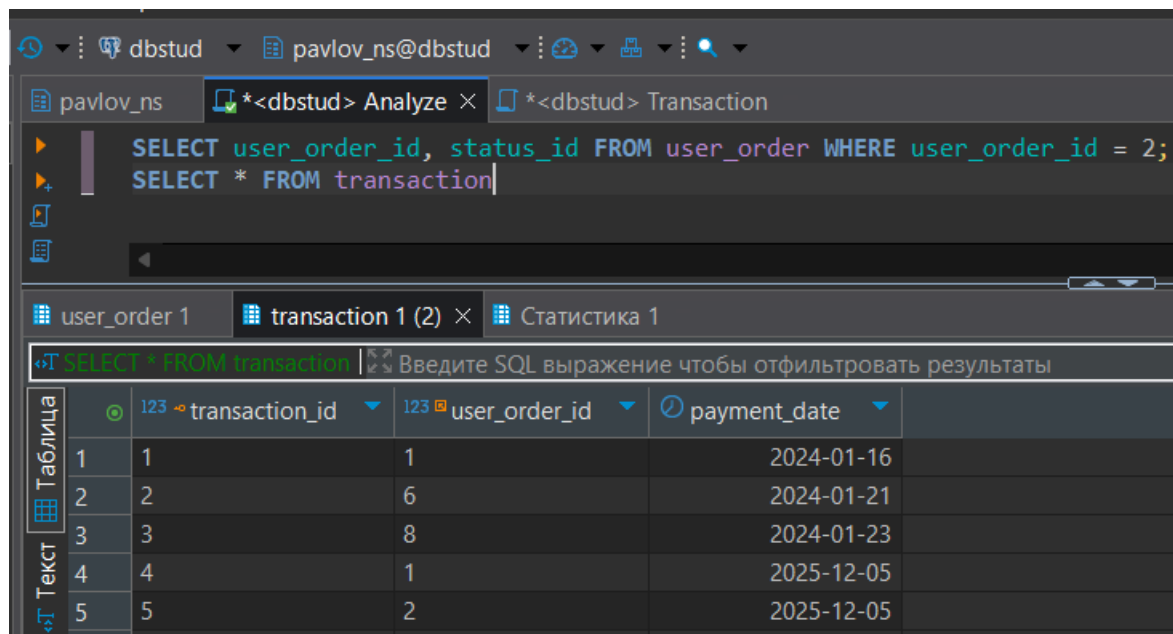 dbstud pavlov_ns@dbstud
pavlov_ns *<dbstud> Analyze *<dbstud> Transaction
SELECT user_order_id, status_id FROM user_order WHERE user_order_id = 2;
SELECT * FROM transaction
user_order 1 transaction 1 (2) Статистика 1
SELECT * FROM transaction Введите SQL выражение чтобы отфильтровать результаты
Таблица
Текст
123 transaction_id 123 user_order_id payment_date
1 1 1 2024-01-16
2 2 6 2024-01-21
3 3 8 2024-01-23
4 4 1 2025-12-05
5 5 2 2025-12-05